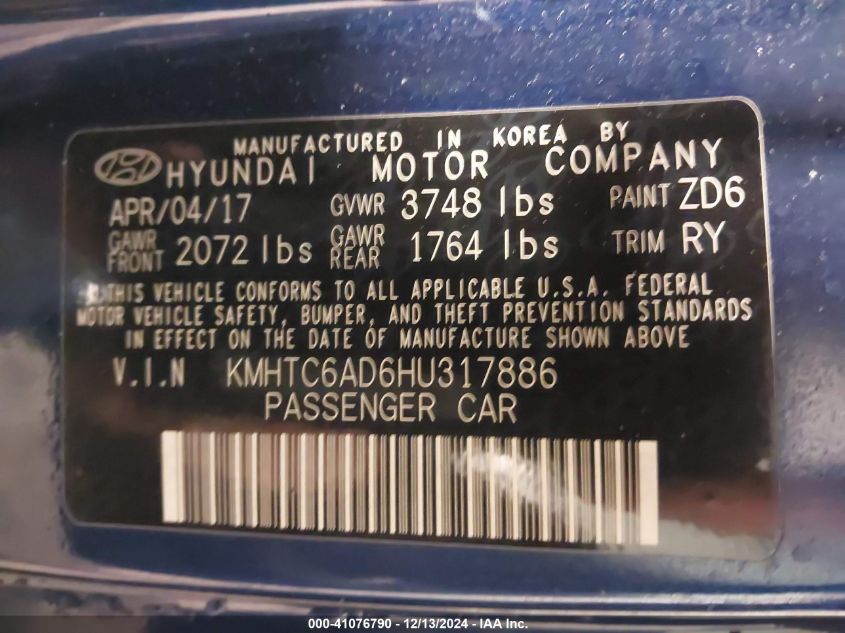 MANUFACTURED IN KOREA BY
HYUNDAI MOTOR COMPANY
APR/04/17 GVWR 3748 lbs PAINT ZD6
GAWR FRONT 2072 lbs GAWR REAR 1764 lbs TRIM RY
THIS VEHICLE CONFORMS TO ALL APPLICABLE U.S.A. FEDERAL
MOTOR VEHICLE SAFETY, BUMPER, AND THEFT PREVENTION STANDARDS
IN EFFECT ON THE DATE OF MANUFACTURE SHOWN ABOVE
V.I.N KMHTC6AD6HU317886
PASSENGER CAR
000-41076790 - 12/13/2024 - IAA Inc.